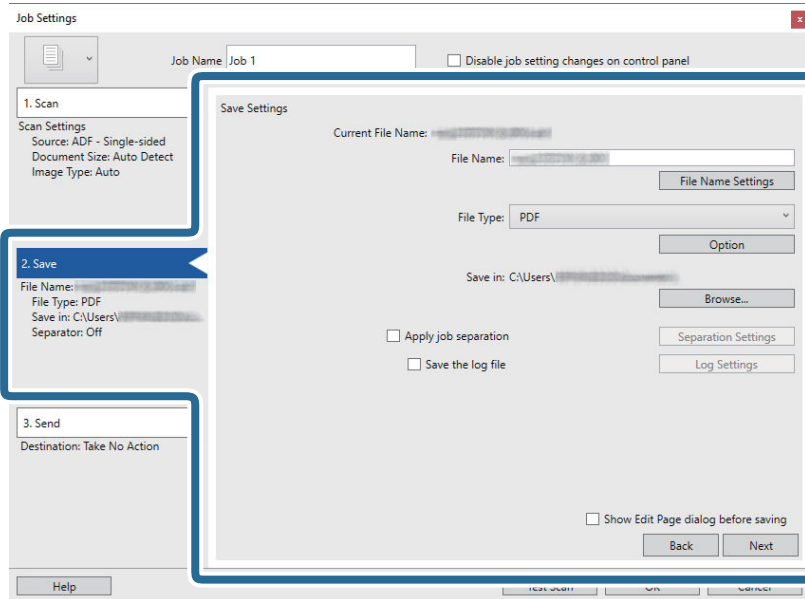 Job Settings
x
Job Name Job 1
Disable job setting changes on control panel
1. Scan
Scan Settings
Source: ADF - Single-sided
Document Size: Auto Detect
Image Type: Auto
2. Save
File Name:
File Type: PDF
Save in: C:\Users\
Separator: Off
3. Send
Destination: Take No Action
Save Settings
Current File Name:
File Name:
File Name Settings
File Type: PDF
Option
Save in: C:\Users\
Browse...
Apply job separation
Separation Settings
Save the log file
Log Settings
Show Edit Page dialog before saving
Back
Next
Help
Test Scan
OK
Cancel